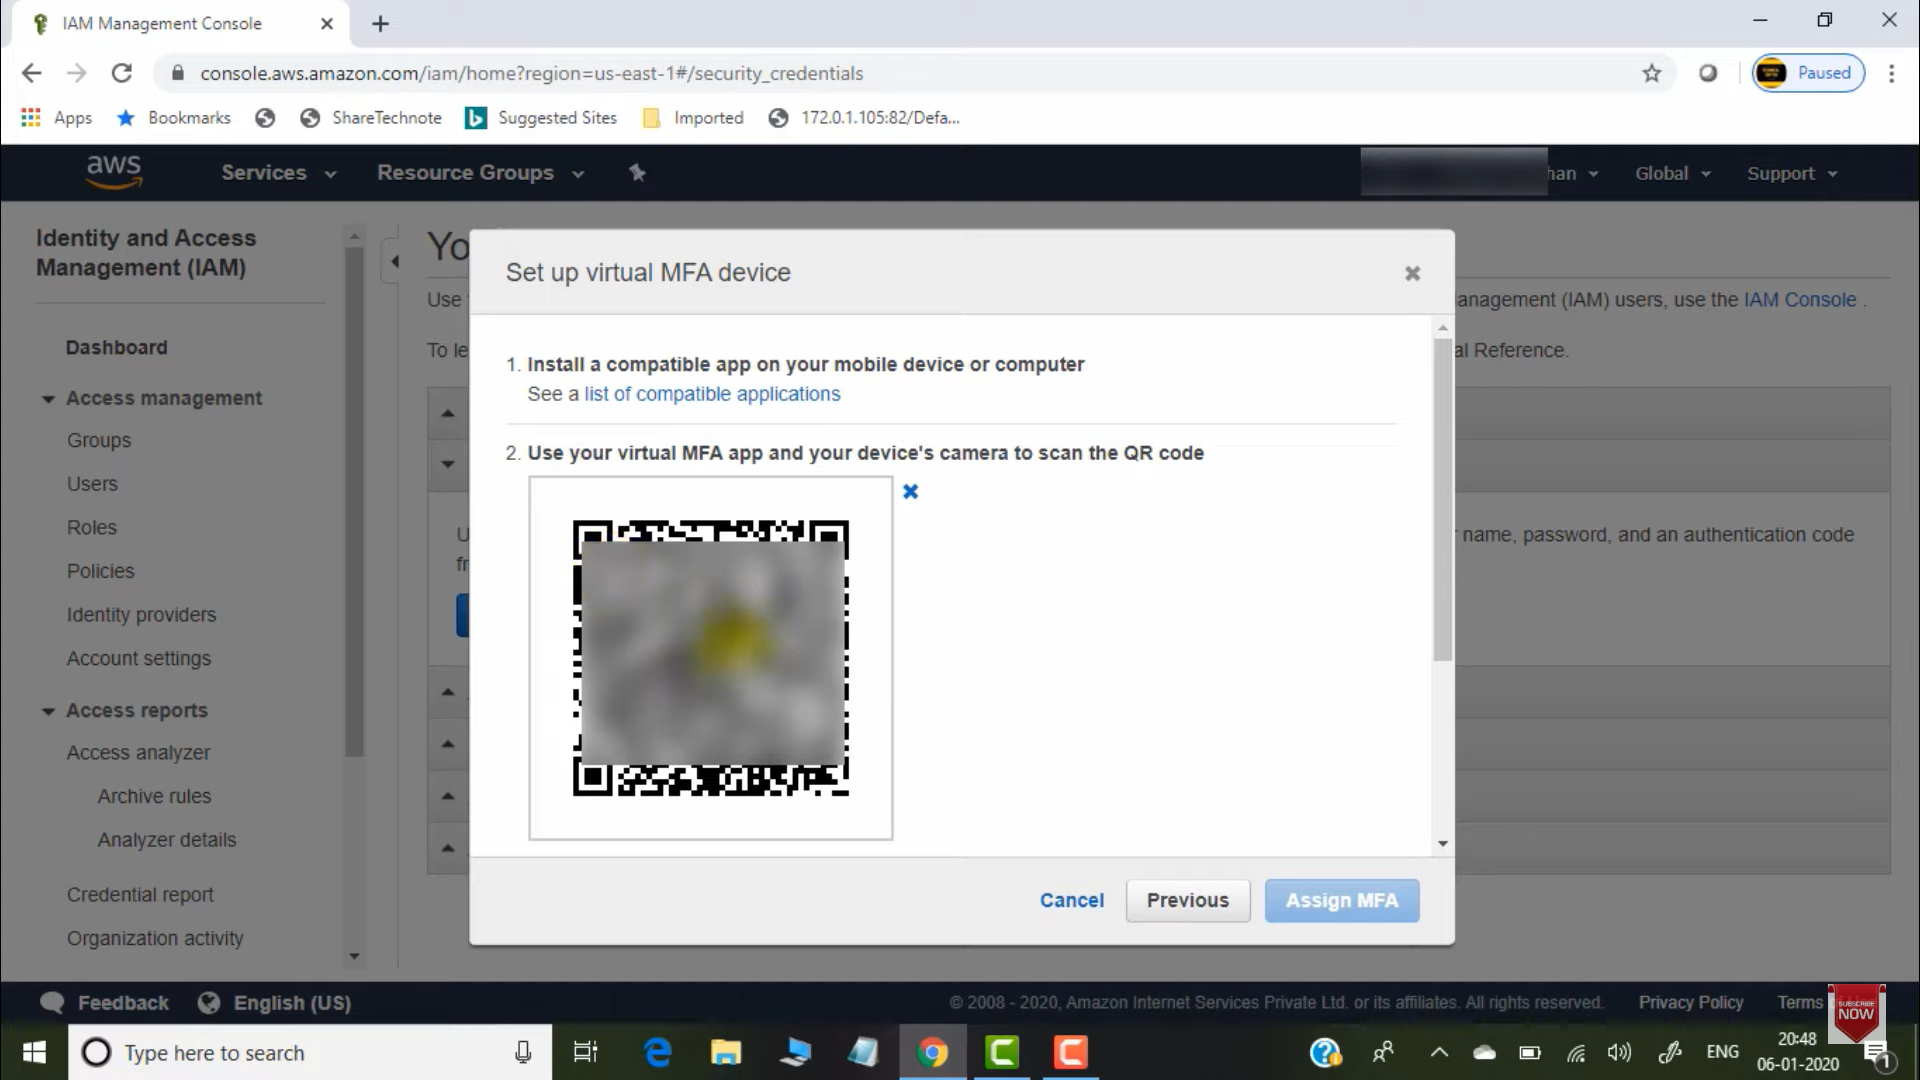 IAM Management Console
console.aws.amazon.com/iam/home?region=us-east-1#/security_credentials
Paused
Apps
Bookmarks
ShareTechnote
Suggested Sites
Imported
172.0.1.105:82/Defa...
aws
Services
Resource Groups
han
Global
Support
Identity and Access
Management (IAM)
Dashboard
Access management
Groups
Users
Roles
Policies
Identity providers
Account settings
Access reports
Access analyzer
Archive rules
Analyzer details
Credential report
Organization activity
Yo
Use
anagement (IAM) users, use the IAM Console .
To le
al Reference.
U
name, password, and an authentication code
fr
Set up virtual MFA device
1. Install a compatible app on your mobile device or computer
See a list of compatible applications
2. Use your virtual MFA app and your device's camera to scan the QR code
Cancel
Previous
Assign MFA
Feedback
English (US)
© 2008 - 2020, Amazon Internet Services Private Ltd. or its affiliates. All rights reserved.
Privacy Policy
Terms
SUBSCRIBE
NOW
Type here to search
ENG
20:48
06-01-2020
1